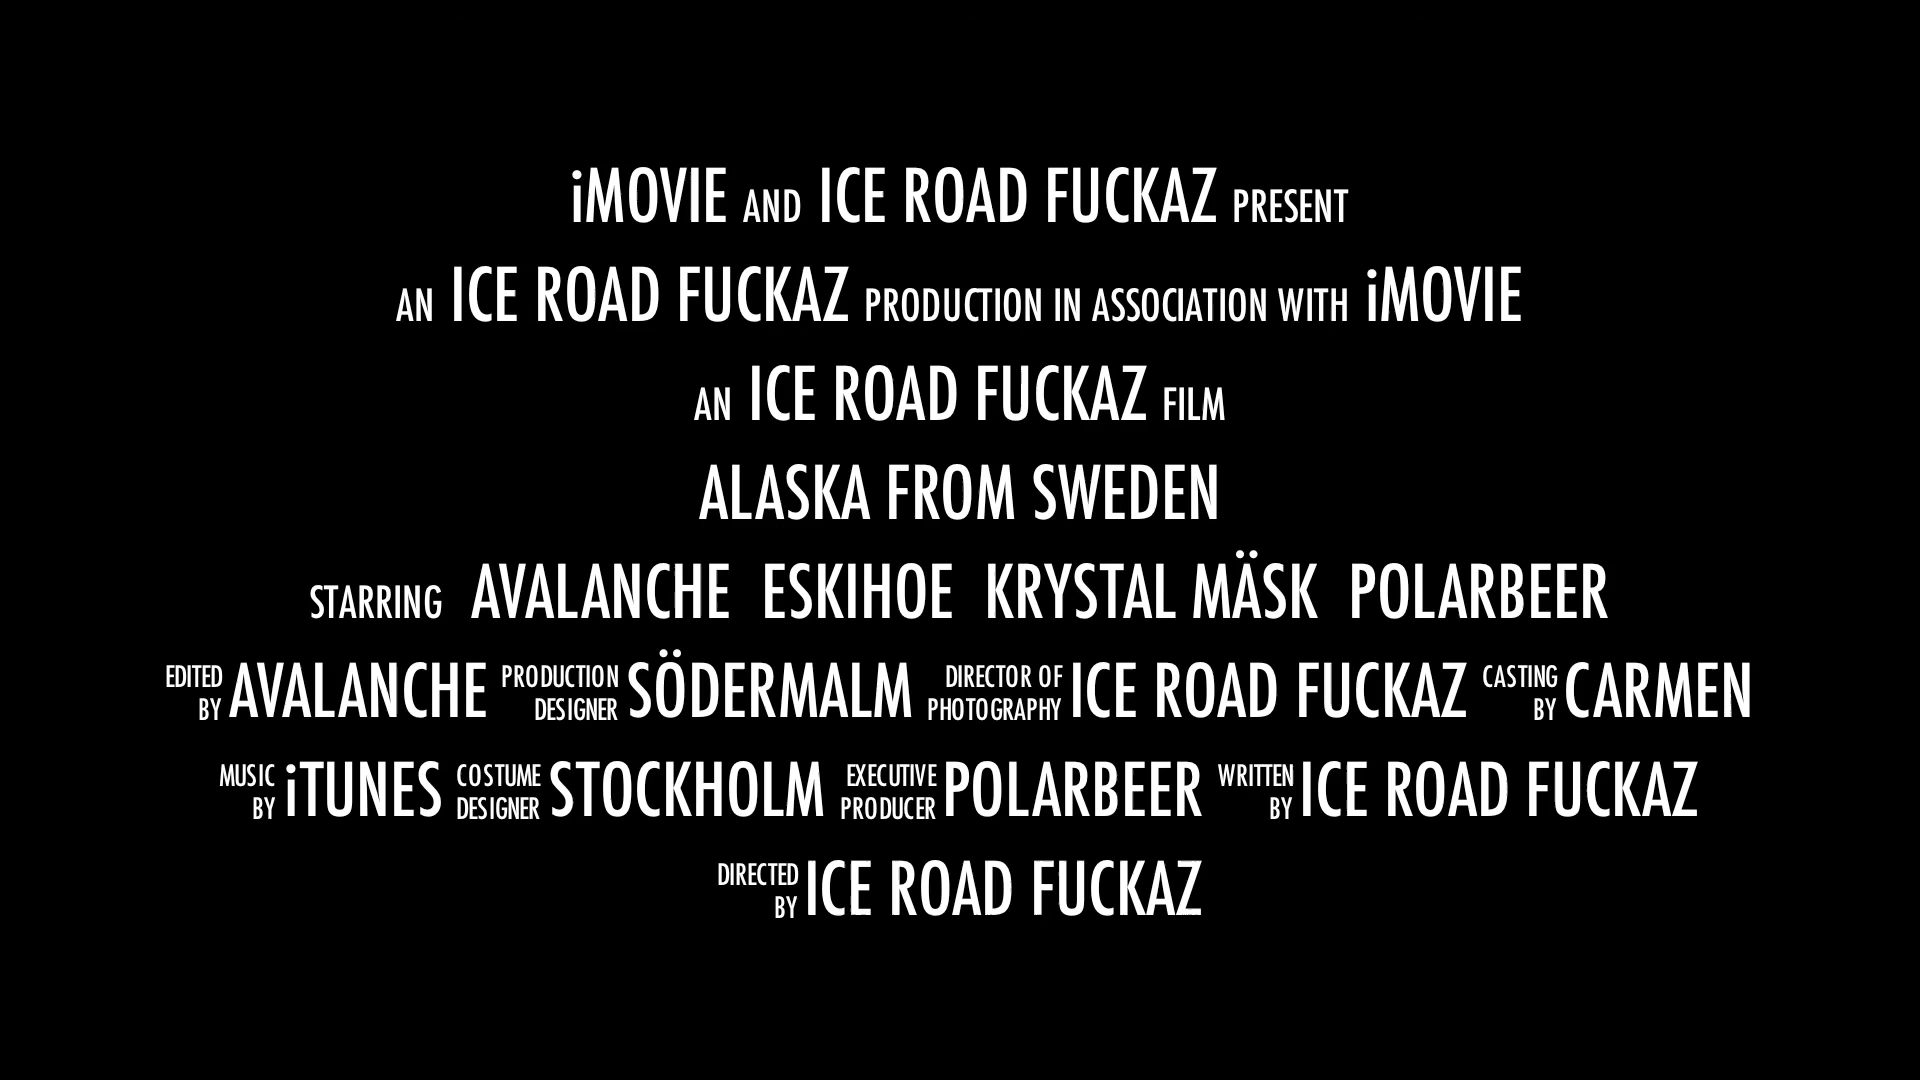 iMOVIE AND ICE ROAD FUCKAZ PRESENT
AN ICE ROAD FUCKAZ PRODUCTION IN ASSOCIATION WITH iMOVIE
AN ICE ROAD FUCKAZ FILM
ALASKA FROM SWEDEN
STARRING AVALANCHE ESKIHOE KRYSTAL MÄSK POLARBEER
EDITED BY AVALANCHE PRODUCTION DESIGNER SÖDERMALM DIRECTOR OF PHOTOGRAPHY ICE ROAD FUCKAZ CASTING BY CARMEN
MUSIC BY iTUNES COSTUME DESIGNER STOCKHOLM EXECUTIVE PRODUCER POLARBEER WRITTEN BY ICE ROAD FUCKAZ
DIRECTED BY ICE ROAD FUCKAZ